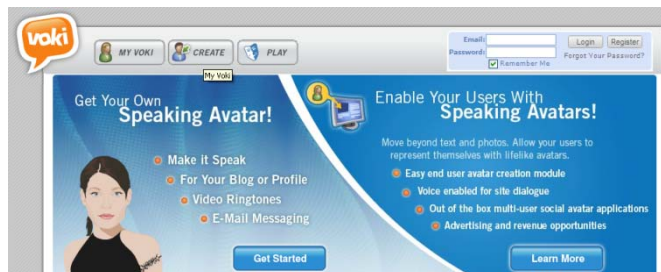 voki
MY VOKI
CREATE
PLAY
My Voki
Email:
Login
Register
Password:
Forgot Your Password?
Remember Me
Get Your Own
Speaking Avatar!
Make it Speak
For Your Blog or Profile
Video Ringtones
E-Mail Messaging
Get Started
Enable Your Users With
Speaking Avatars!
Move beyond text and photos. Allow your users to
represent themselves with lifelike avatars.
Easy end user avatar creation module
Voice enabled for site dialogue
Out of the box multi-user social avatar applications
Advertising and revenue opportunities
Learn More